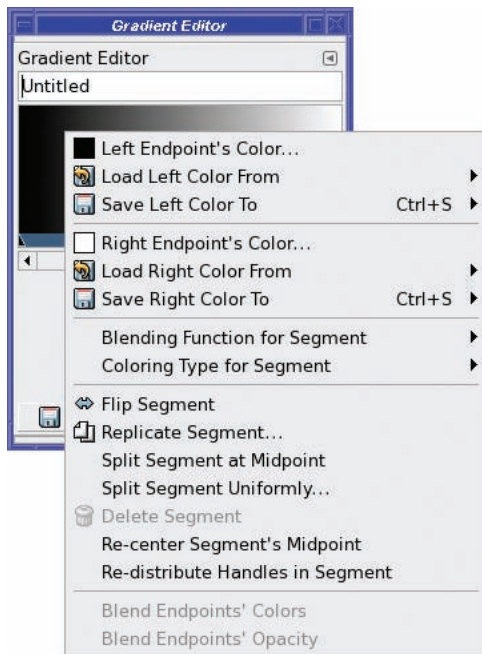 Gradient Editor
Gradient Editor
Untitled
Left Endpoint's Color...
Load Left Color From
Save Left Color To Ctrl+S
Right Endpoint's Color...
Load Right Color From
Save Right Color To Ctrl+S
Blending Function for Segment
Coloring Type for Segment
Flip Segment
Replicate Segment...
Split Segment at Midpoint
Split Segment Uniformly...
Delete Segment
Re-center Segment's Midpoint
Re-distribute Handles in Segment
Blend Endpoints' Colors
Blend Endpoints' Opacity